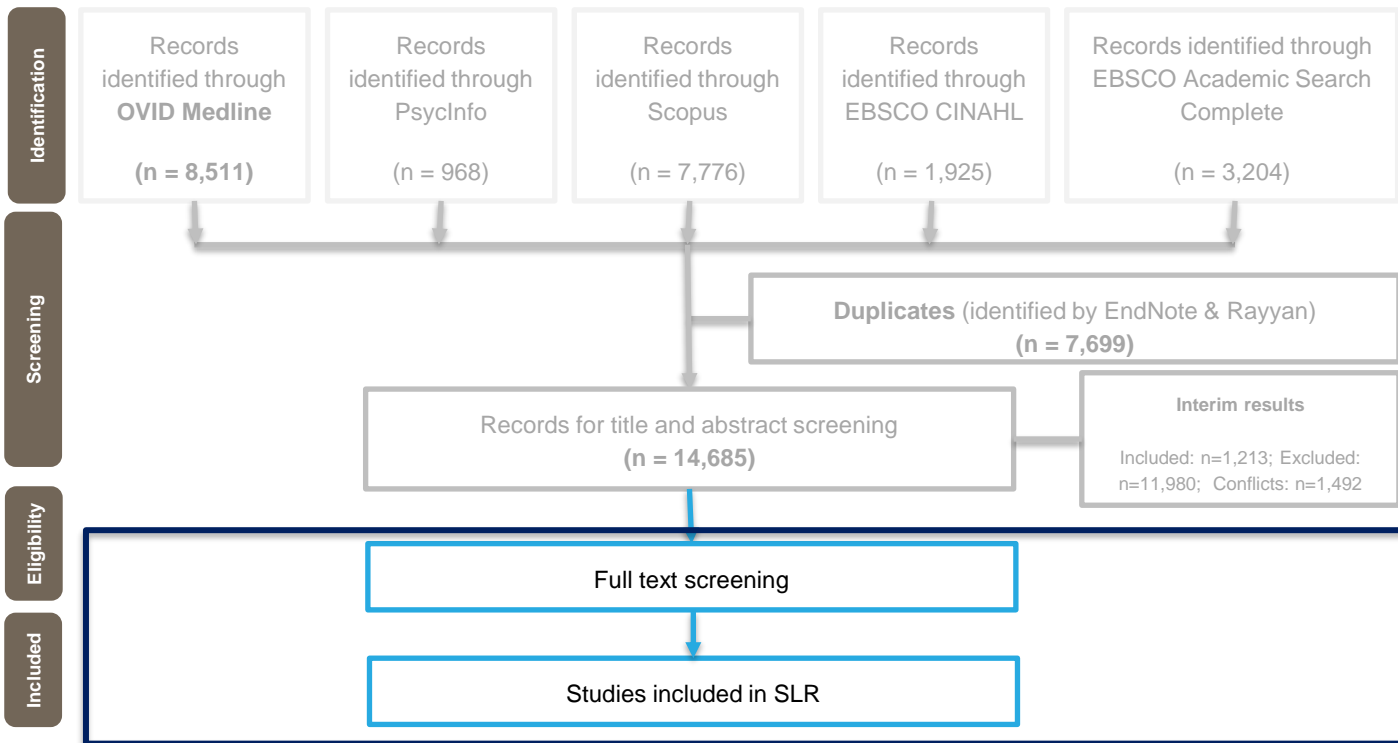 Identification
Records
identified through
OVID Medline
(n = 8,511)
Records
identified through
PsycInfo
(n = 968)
Records
identified through
Scopus
(n = 7,776)
Records
identified through
EBSCO CINAHL
(n = 1,925)
Records identified through
EBSCO Academic Search
Complete
(n = 3,204)
Screening
Duplicates (identified by EndNote & Rayyan)
(n = 7,699)
Records for title and abstract screening
(n = 14,685)
Interim results
Included: n=1,213; Excluded:
n=11,980; Conflicts: n=1,492
Eligibility
Full text screening
Included
Studies included in SLR